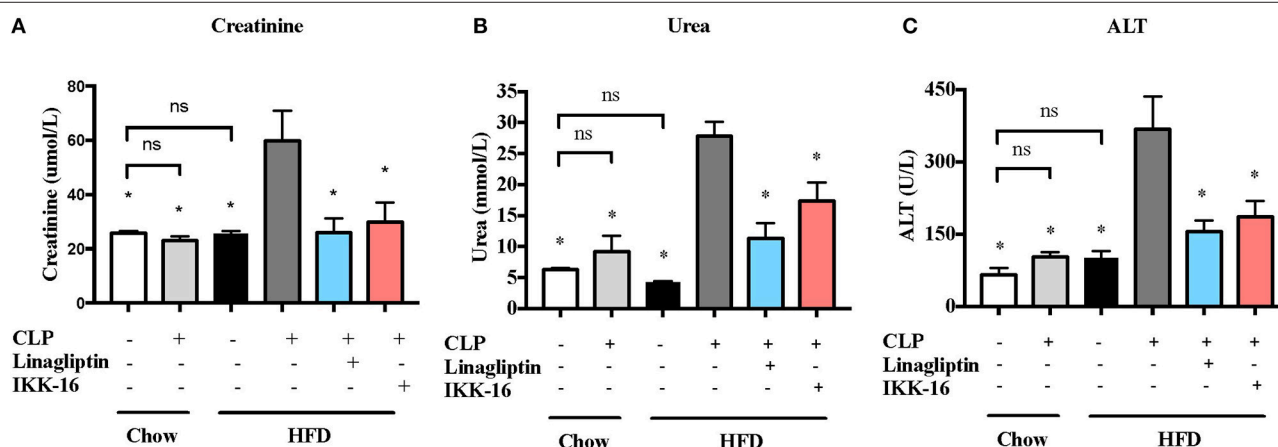 A Creatinine
Creatinine (umol/L)
80
60
40
20
0
ns
ns
* * * * *
CLP - + - + + +
Linagliptin - - - - + -
IKK-16 - - - - - +
Chow HFD
B Urea
Urea (mmol/L)
35
30
25
20
15
10
5
0
ns
ns
* * * * *
CLP - + - + + +
Linagliptin - - - - + -
IKK-16 - - - - - +
Chow HFD
C ALT
ALT (U/L)
450
300
150
0
ns
ns
* * * * *
CLP - + - + + +
Linagliptin - - - - + -
IKK-16 - - - - - +
Chow HFD